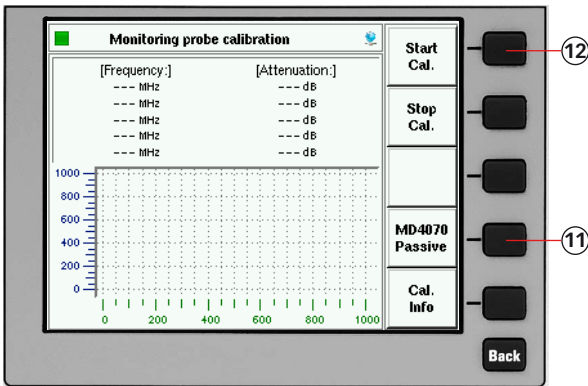 Monitoring probe calibration
[Frequency:] [Attenuation:]
--- MHz --- dB
--- MHz --- dB
--- MHz --- dB
--- MHz --- dB
--- MHz --- dB
1000
800
600
400
200
0
0 200 400 600 800 1000
Start
Cal.
Stop
Cal.
MD4070
Passive
Cal.
Info
Back
12
11